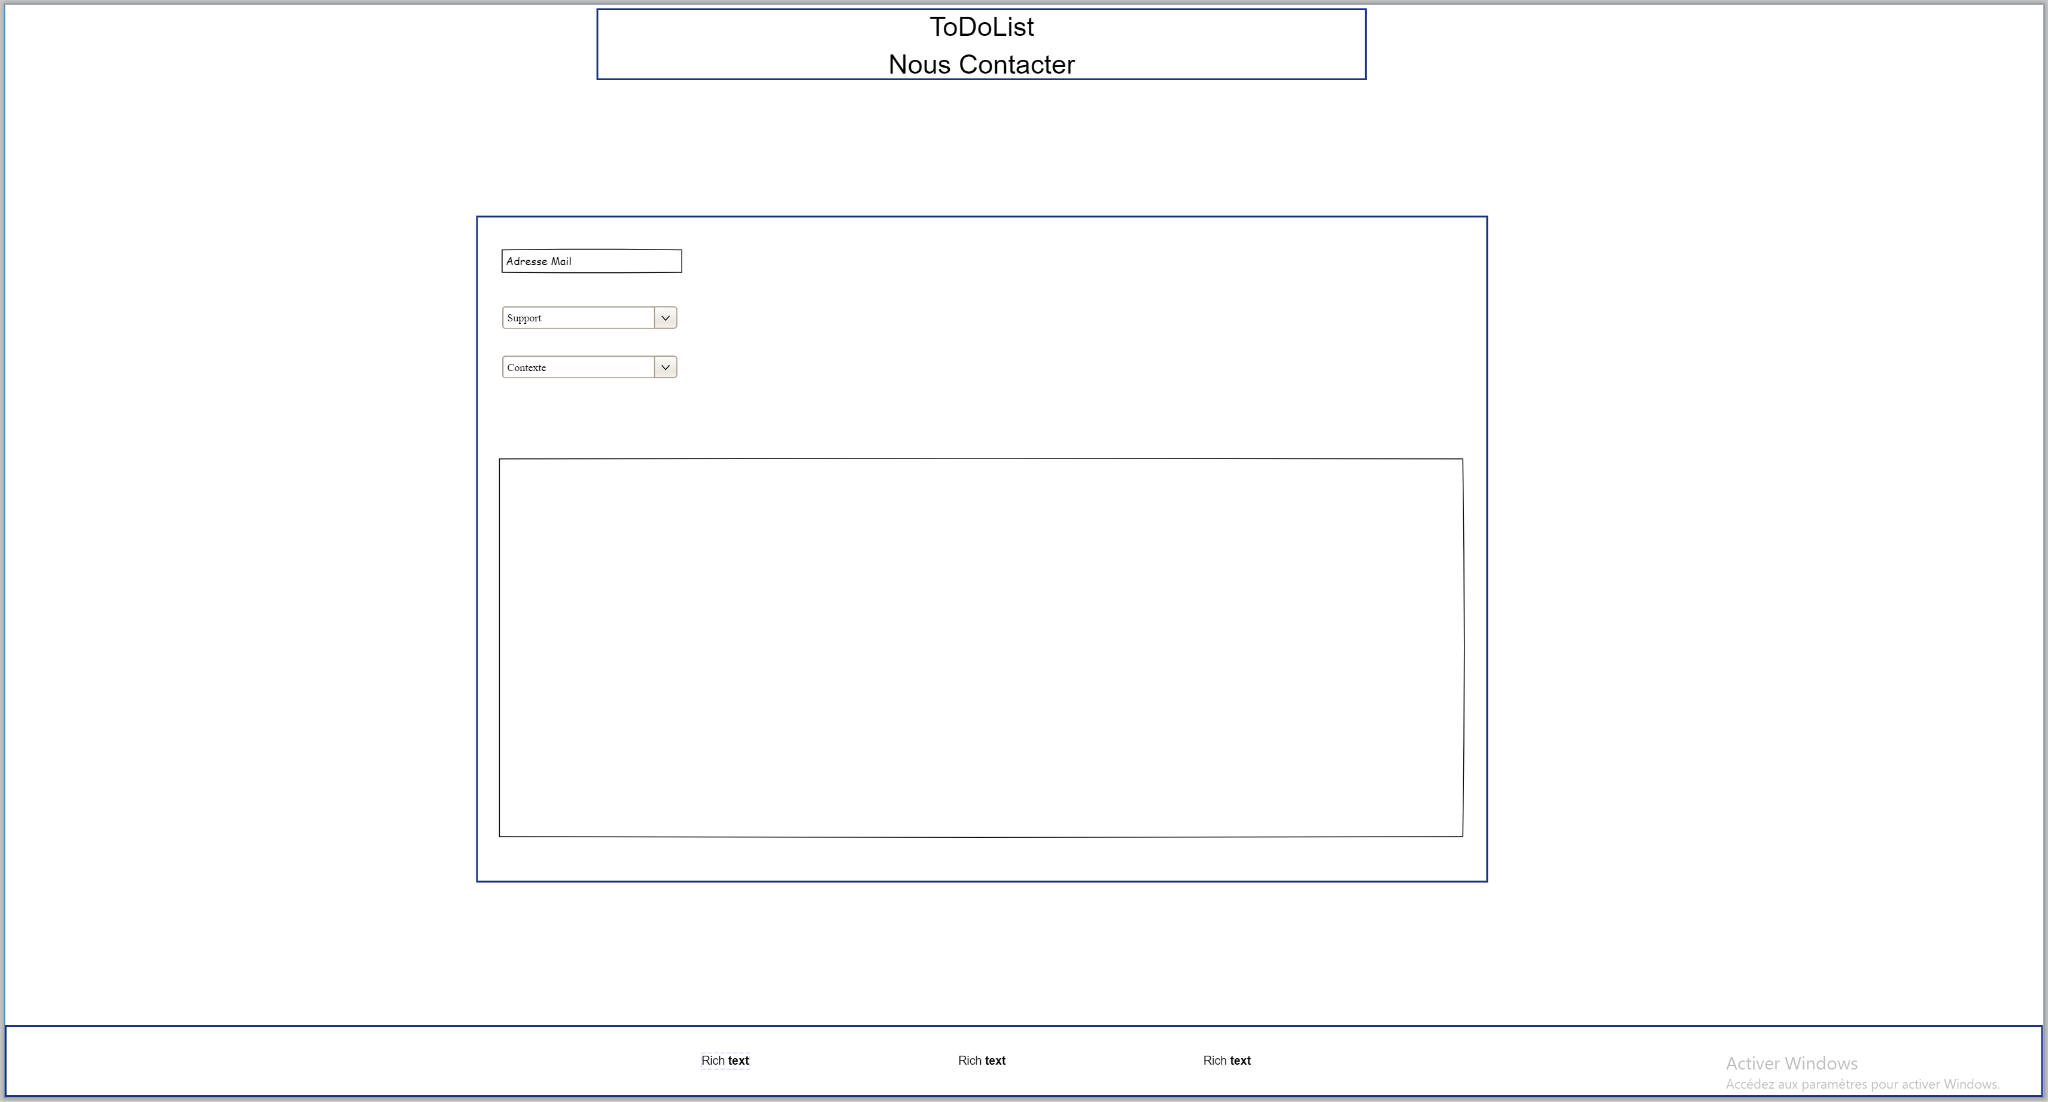 ToDoList
Nous Contacter
Adresse Mail
Support
Contexte
Rich text
Rich text
Rich text
Activer Windows
Accédez aux paramètres pour activer Windows.